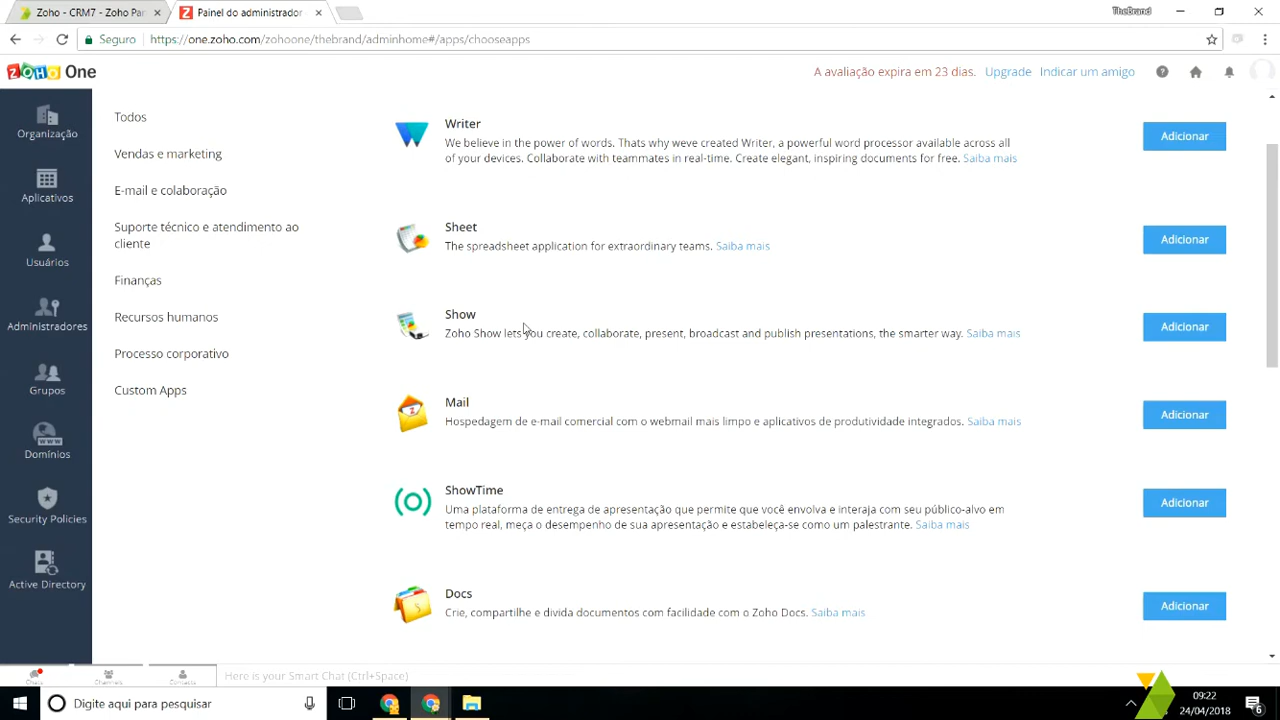 Zoho - CRM7 - Zoho Par
Painel do administrador
TheBrand
Seguro
https://one.zoho.com/zohoone/thebrand/adminhome#/apps/chooseapps
ZOHO One
A avaliação expira em 23 dias.
Upgrade
Indicar um amigo
Organização
Aplicativos
Usuários
Administradores
Grupos
Domínios
Security Policies
Active Directory
Todos
Vendas e marketing
E-mail e colaboração
Suporte técnico e atendimento ao
cliente
Finanças
Recursos humanos
Processo corporativo
Custom Apps
Writer
We believe in the power of words. Thats why weve created Writer, a powerful word processor available across all
of your devices. Collaborate with teammates in real-time. Create elegant, inspiring documents for free. Saiba mais
Adicionar
Sheet
The spreadsheet application for extraordinary teams. Saiba mais
Adicionar
Show
Zoho Show lets you create, collaborate, present, broadcast and publish presentations, the smarter way. Saiba mais
Adicionar
Mail
Hospedagem de e-mail comercial com o webmail mais limpo e aplicativos de produtividade integrados. Saiba mais
Adicionar
ShowTime
Uma plataforma de entrega de apresentação que permite que você envolva e interaja com seu público-alvo em
tempo real, meça o desempenho de sua apresentação e estabeleça-se como um palestrante. Saiba mais
Adicionar
Docs
Crie, compartilhe e divida documentos com facilidade com o Zoho Docs. Saiba mais
Adicionar
Chats
Channels
Contacts
Here is your Smart Chat (Ctrl+Space)
Digite aqui para pesquisar
09:22
24/04/2018
6